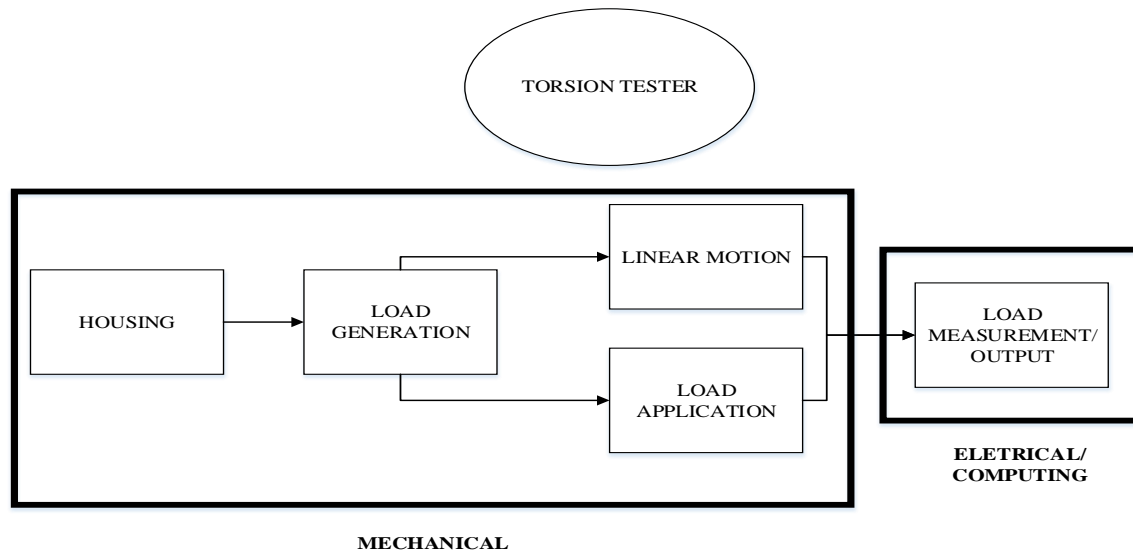 TORSION TESTER
HOUSING
LOAD
GENERATION
LINEAR MOTION
LOAD
APPLICATION
LOAD
MEASUREMENT/
OUTPUT
ELETRICAL/
COMPUTING
MECHANICAL